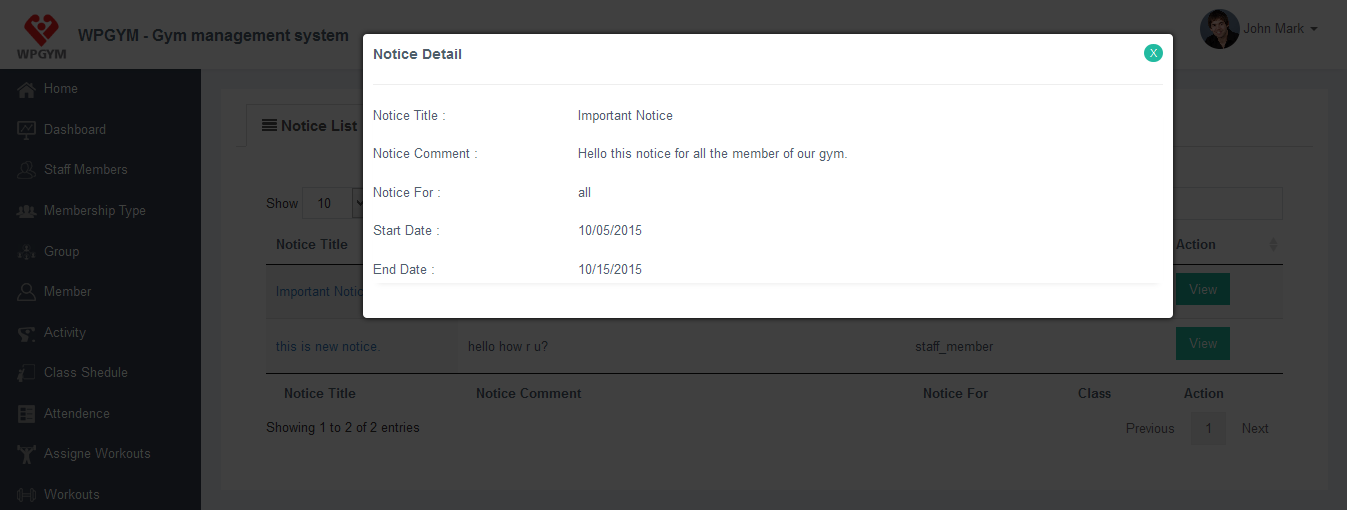 WPGYM
WPGYM - Gym management system
John Mark
Home
Dashboard
Staff Members
Membership Type
Group
Member
Activity
Class Shedule
Attendence
Assigne Workouts
Workouts
Notice Detail X
Notice Title : Important Notice
Notice Comment : Hello this notice for all the member of our gym.
Notice For : all
Start Date : 10/05/2015
End Date : 10/15/2015
Notice List
Show 10
Notice Title Action
Important Notic View
this is new notice. hello how r u? staff_member View
Notice Title Notice Comment Notice For Class Action
Showing 1 to 2 of 2 entries Previous 1 Next